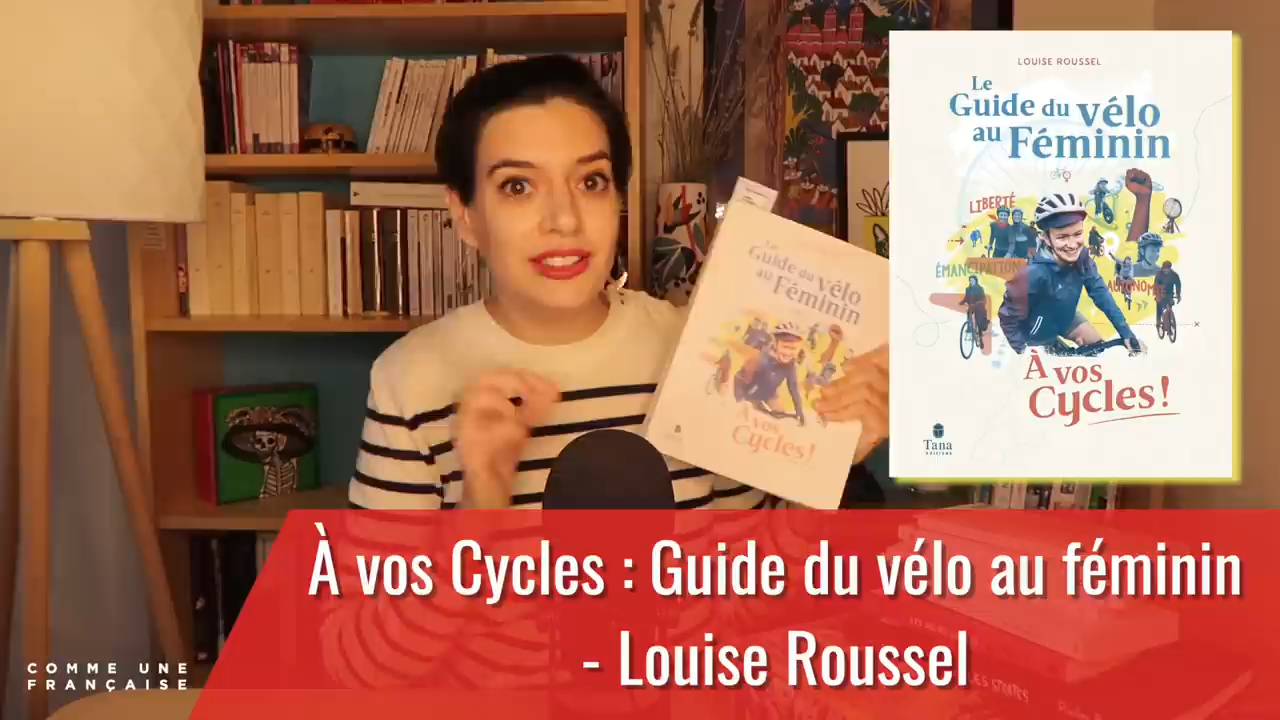 LOUISE ROUSSEL
Le
Guide du vélo
au Féminin
LIBERTÉ
ÉMANCIPATION
AUTONOMIE
À vos
Cycles !
Tana
éditions
Le
Guide du vélo
au Féminin
À vos
Cycles !
À vos Cycles : Guide du vélo au féminin
- Louise Roussel
COMME UNE
FRANÇAISE